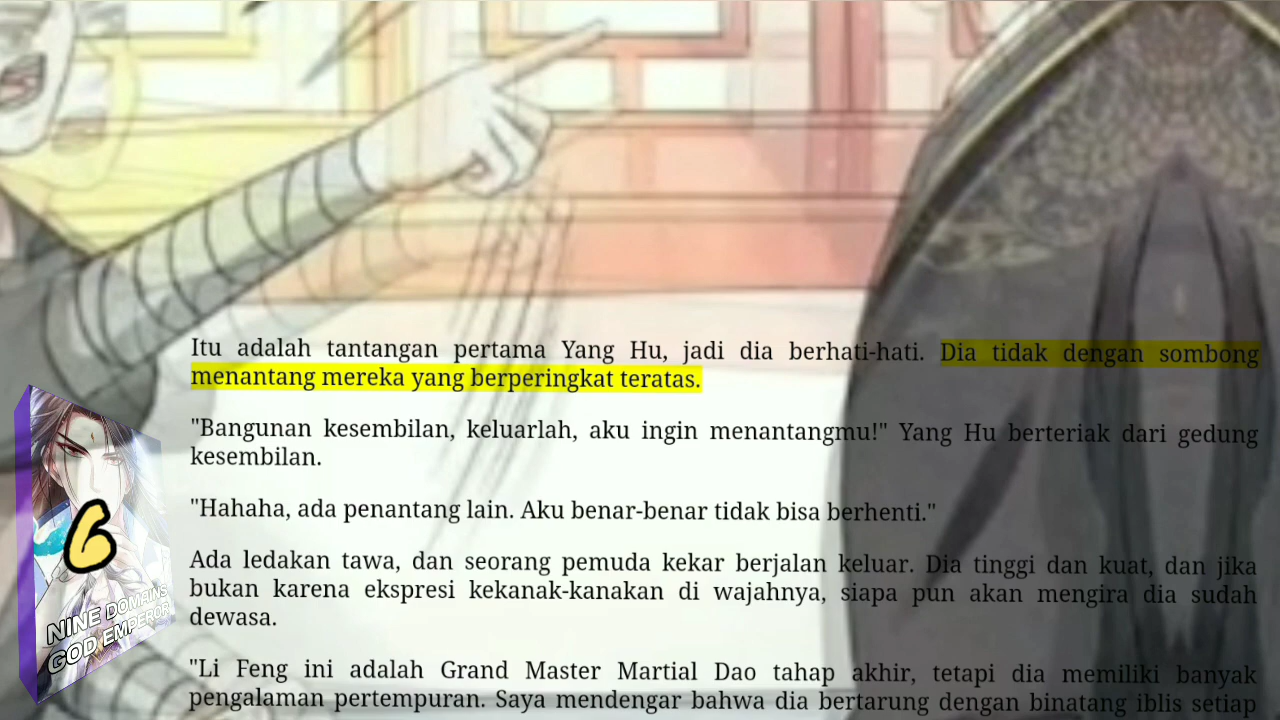 Itu adalah tantangan pertama Yang Hu, jadi dia berhati-hati. Dia tidak dengan sombong
menantang mereka yang berperingkat teratas.
"Bangunan kesembilan, keluarlah, aku ingin menantangmu!" Yang Hu berteriak dari gedung
kesembilan.
"Hahaha, ada penantang lain. Aku benar-benar tidak bisa berhenti."
Ada ledakan tawa, dan seorang pemuda kekar berjalan keluar. Dia tinggi dan kuat, dan jika
bukan karena ekspresi kekanak-kanakan di wajahnya, siapa pun akan mengira dia sudah
dewasa.
"Li Feng ini adalah Grand Master Martial Dao tahap akhir, tetapi dia memiliki banyak
pengalaman pertempuran. Saya mendengar bahwa dia bertarung dengan binatang iblis setiap
6
NINE DOMAINS
GOD EMPEROR